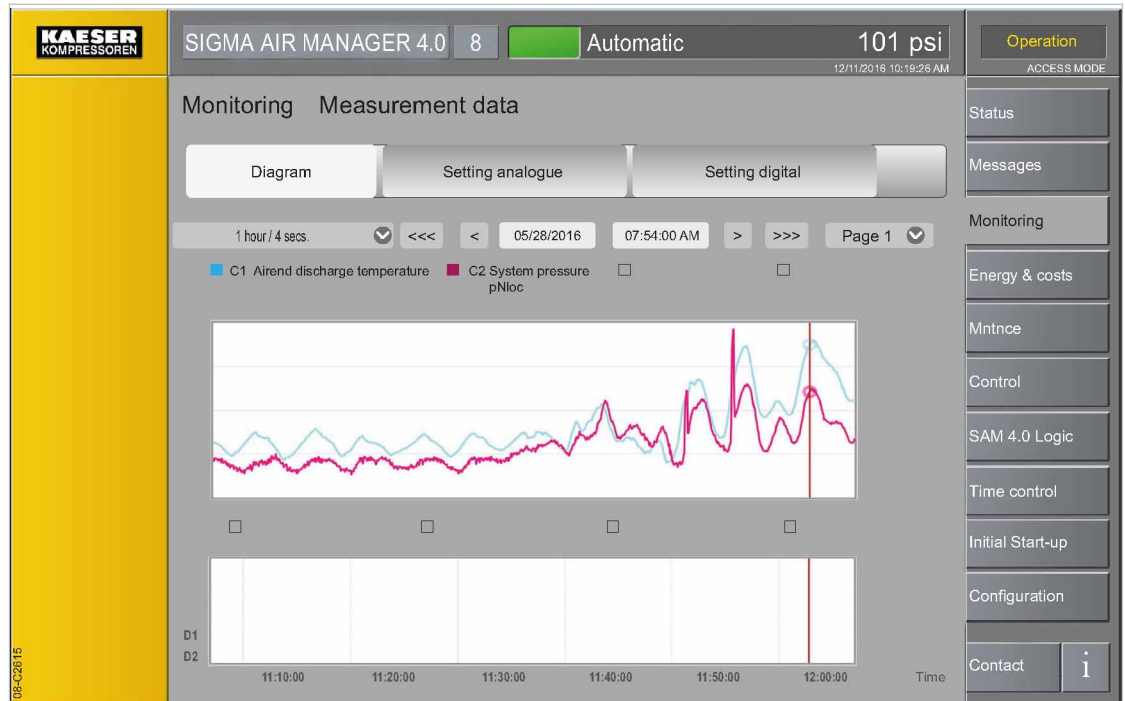 KAESER
KOMPRESSOREN
SIGMA AIR MANAGER 4.0 8 Automatic 101 psi
12/11/2016 10:19:26 AM
Operation
ACCESS MODE
Monitoring Measurement data
Diagram Setting analogue Setting digital
1 hour / 4 secs. <<< < 05/28/2016 07:54:00 AM > >>> Page 1
C1 Airend discharge temperature C2 System pressure
pNloc
D1
D2
11:10:00 11:20:00 11:30:00 11:40:00 11:50:00 12:00:00 Time
Status
Messages
Monitoring
Energy & costs
Mntnce
Control
SAM 4.0 Logic
Time control
Initial Start-up
Configuration
Contact i
08-C2615